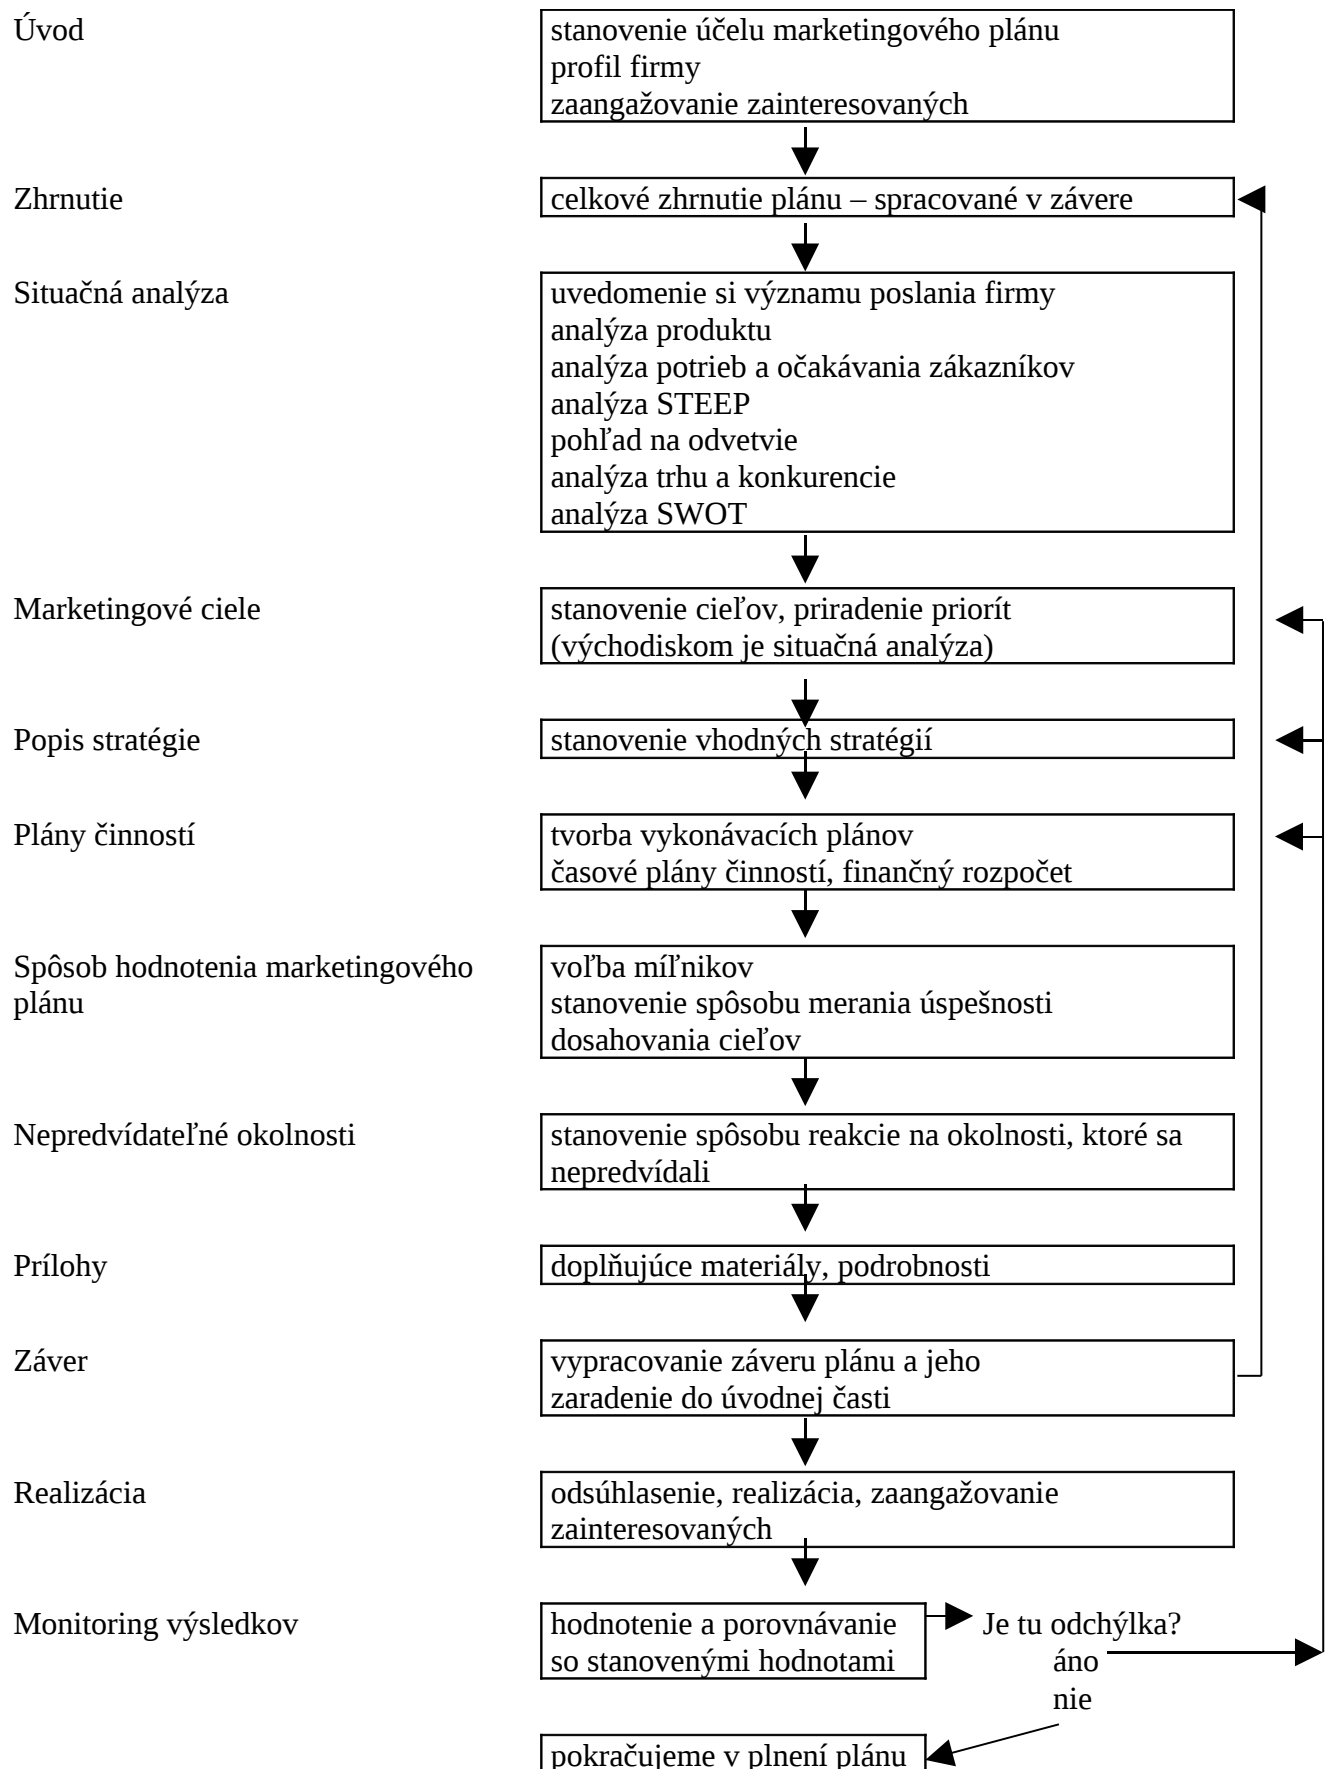 Úvod
stanovenie účelu marketingového plánu
profil firmy
zaangažovanie zainteresovaných
Zhrnutie
celkové zhrnutie plánu – spracované v závere
Situačná analýza
uvedomenie si významu poslania firmy
analýza produktu
analýza potrieb a očakávania zákazníkov
analýza STEEP
pohľad na odvetvie
analýza trhu a konkurencie
analýza SWOT
Marketingové ciele
stanovenie cieľov, priradenie priorít
(východiskom je situačná analýza)
Popis stratégie
stanovenie vhodných stratégií
Plány činností
tvorba vykonávacích plánov
časové plány činností, finančný rozpočet
Spôsob hodnotenia marketingového
plánu
voľba míľnikov
stanovenie spôsobu merania úspešnosti
dosahovania cieľov
Nepredvídateľné okolnosti
stanovenie spôsobu reakcie na okolnosti, ktoré sa
nepredvídali
Prílohy
doplňujúce materiály, podrobnosti
Záver
vypracovanie záveru plánu a jeho
zaradenie do úvodnej časti
Realizácia
odsúhlasenie, realizácia, zaangažovanie
zainteresovaných
Monitoring výsledkov
hodnotenie a porovnávanie
so stanovenými hodnotami
Je tu odchýlka?
áno
nie
pokračujeme v plnení plánu